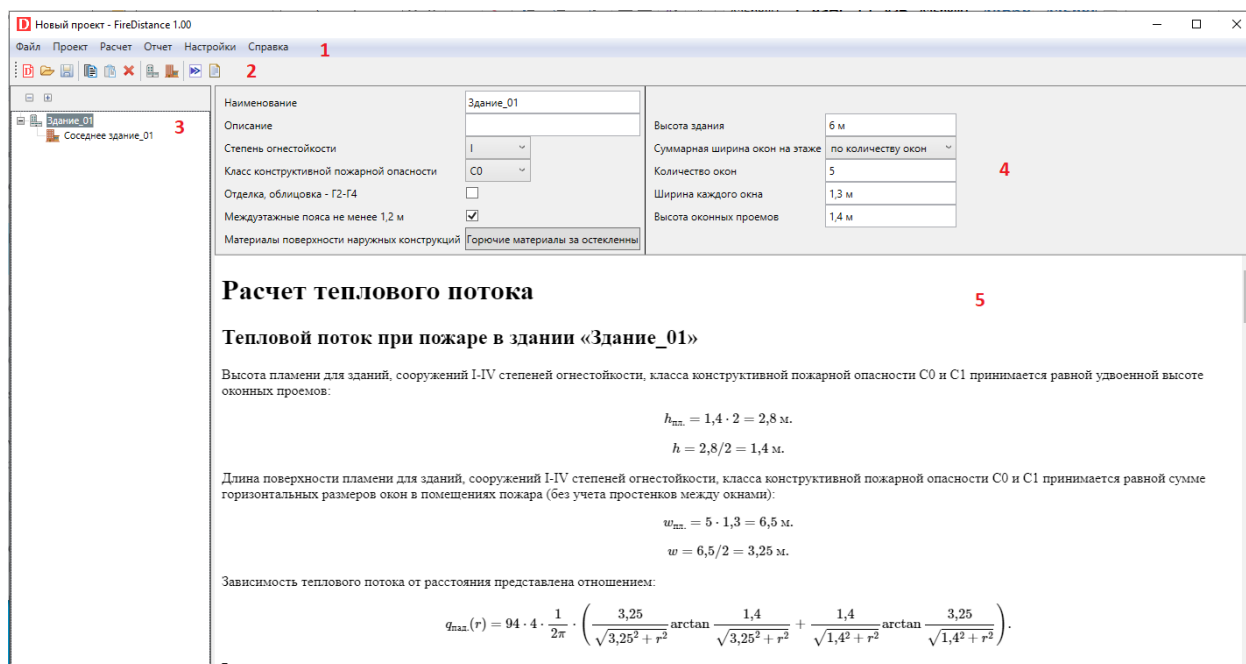 Новый проект - FireDistance 1.00
Файл Проект Расчет Отчет Настройки Справка
1
2
3
Здание_01
Соседнее здание_01
Наименование Здание_01
Описание
Степень огнестойкости I
Класс конструктивной пожарной опасности C0
Отделка, облицовка - Г2-Г4
Междуэтажные пояса не менее 1,2 м
Материалы поверхности наружных конструкций Горючие материалы за остекленны
Высота здания 6 м
Суммарная ширина окон на этаже по количеству окон
Количество окон 5
Ширина каждого окна 1,3 м
Высота оконных проемов 1,4 м
4
5
Расчет теплового потока
Тепловой поток при пожаре в здании «Здание_01»
Высота пламени для зданий, сооружений I-IV степеней огнестойкости, класса конструктивной пожарной опасности С0 и С1 принимается равной удвоенной высоте
оконных проемов:
hпл. = 1,4 · 2 = 2,8 м.
h = 2,8/2 = 1,4 м.
Длина поверхности пламени для зданий, сооружений I-IV степеней огнестойкости, класса конструктивной пожарной опасности С0 и С1 принимается равной сумме
горизонтальных размеров окон в помещениях пожара (без учета простенков между окнами):
wпл. = 5 · 1,3 = 6,5 м.
w = 6,5/2 = 3,25 м.
Зависимость теплового потока от расстояния представлена отношением:
qпад.(r) = 94 · 4 · 1/2π · (3,25/√(3,25² + r²) arctan 1,4/√(3,25² + r²) + 1,4/√(1,4² + r²) arctan 3,25/√(1,4² + r²)).